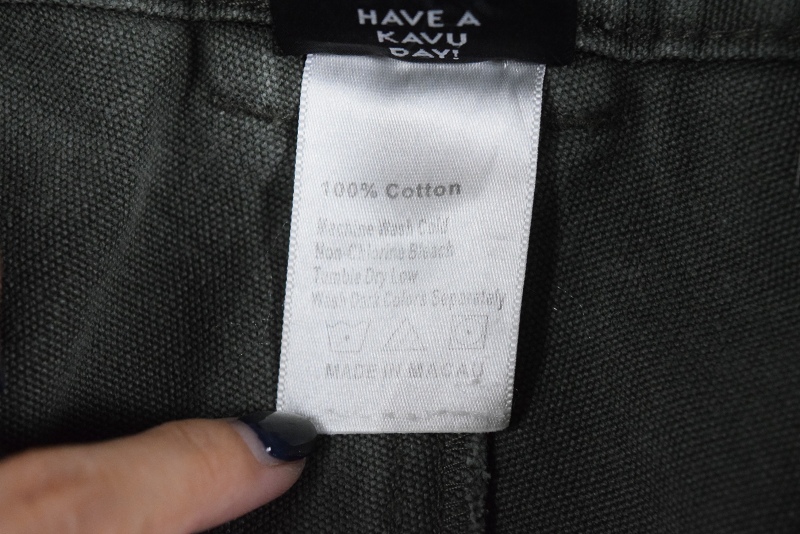 HAVE A
KAVU
DAY!
100% Cotton
Machine Wash Cold
Non-Chlorine Bleach
Tumble Dry Low
Wash Dark Colors Separately
MADE IN MACAU